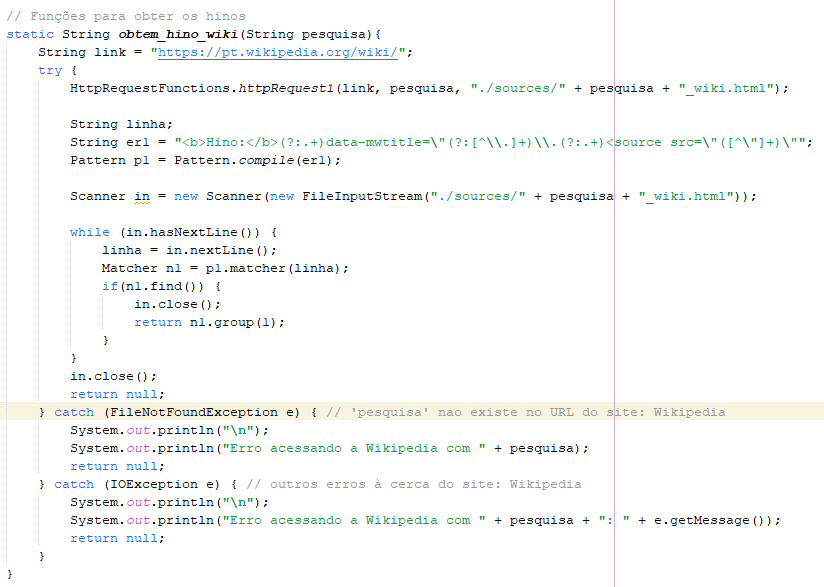 // Funções para obter os hinos
static String obtem_hino_wiki(String pesquisa){
    String link = "https://pt.wikipedia.org/wiki/";
    try {
        HttpRequestFunctions.httpRequest1(link, pesquisa, "./sources/" + pesquisa + "_wiki.html");

        String linha;
        String er1 = "<b>Hino:</b>(?:.+)data-mwtitle=\"(?:[^\\.]+)\\.(?:.+)<source src=\"([^\"]+)\"";
        Pattern p1 = Pattern.compile(er1);

        Scanner in = new Scanner(new FileInputStream("./sources/" + pesquisa + "_wiki.html"));

        while (in.hasNextLine()) {
            linha = in.nextLine();
            Matcher n1 = p1.matcher(linha);
            if(n1.find()) {
                in.close();
                return n1.group(1);
            }
        }
        in.close();
        return null;
    } catch (FileNotFoundException e) { // 'pesquisa' nao existe no URL do site: Wikipedia
        System.out.println("\n");
        System.out.println("Erro acessando a Wikipedia com " + pesquisa);
        return null;
    } catch (IOException e) { // outros erros à cerca do site: Wikipedia
        System.out.println("\n");
        System.out.println("Erro acessando a Wikipedia com " + pesquisa + ": " + e.getMessage());
        return null;
    }
}